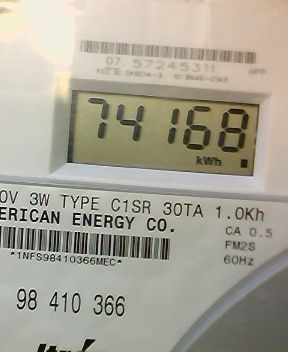 07 57245311
74168
kWh
0V 3W TYPE C1SR 30TA 1.0Kh
ERICAN ENERGY CO.
CA 0.5
FM2S
60Hz
*1NFS98410366MEC*
98 410 366